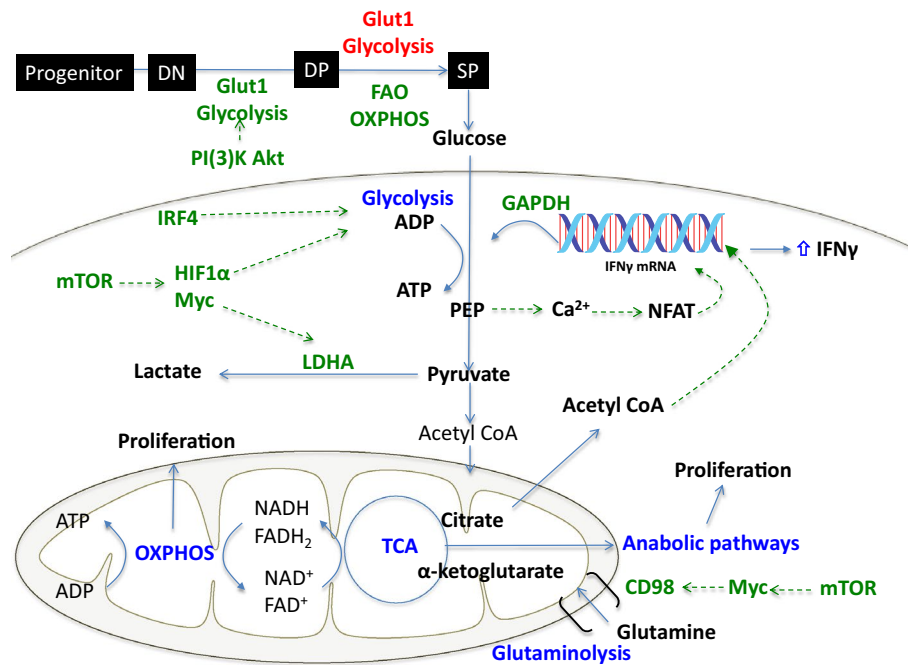 Glut1
Glycolysis
Progenitor
DN
DP
SP
Glut1
Glycolysis
FAO
OXPHOS
PI(3)K Akt
Glucose
Glycolysis
ADP
ATP
IRF4
mTOR
HIF1α
Myc
LDHA
GAPDH
IFNγ mRNA
⇧ IFNγ
PEP
Ca²⁺
NFAT
Lactate
Pyruvate
Acetyl CoA
Acetyl CoA
Proliferation
Proliferation
ATP
ADP
OXPHOS
NADH
FADH₂
NAD⁺
FAD⁺
TCA
Citrate
α-ketoglutarate
Anabolic pathways
CD98
Myc
mTOR
Glutamine
Glutaminolysis